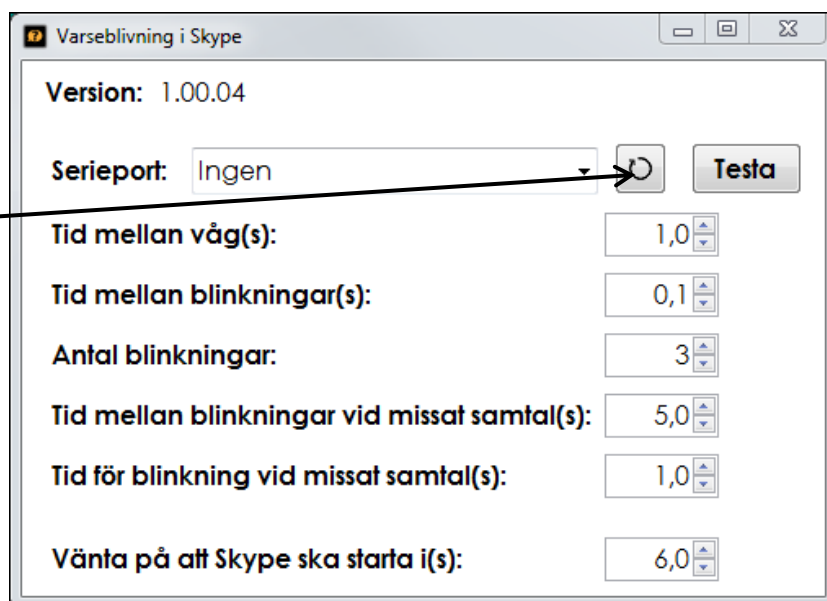 Varseblivning i Skype
Version: 1.00.04
Serieport: Ingen Testa
Tid mellan våg(s): 1,0
Tid mellan blinkningar(s): 0,1
Antal blinkningar: 3
Tid mellan blinkningar vid missat samtal(s): 5,0
Tid för blinkning vid missat samtal(s): 1,0
Vänta på att Skype ska starta i(s): 6,0